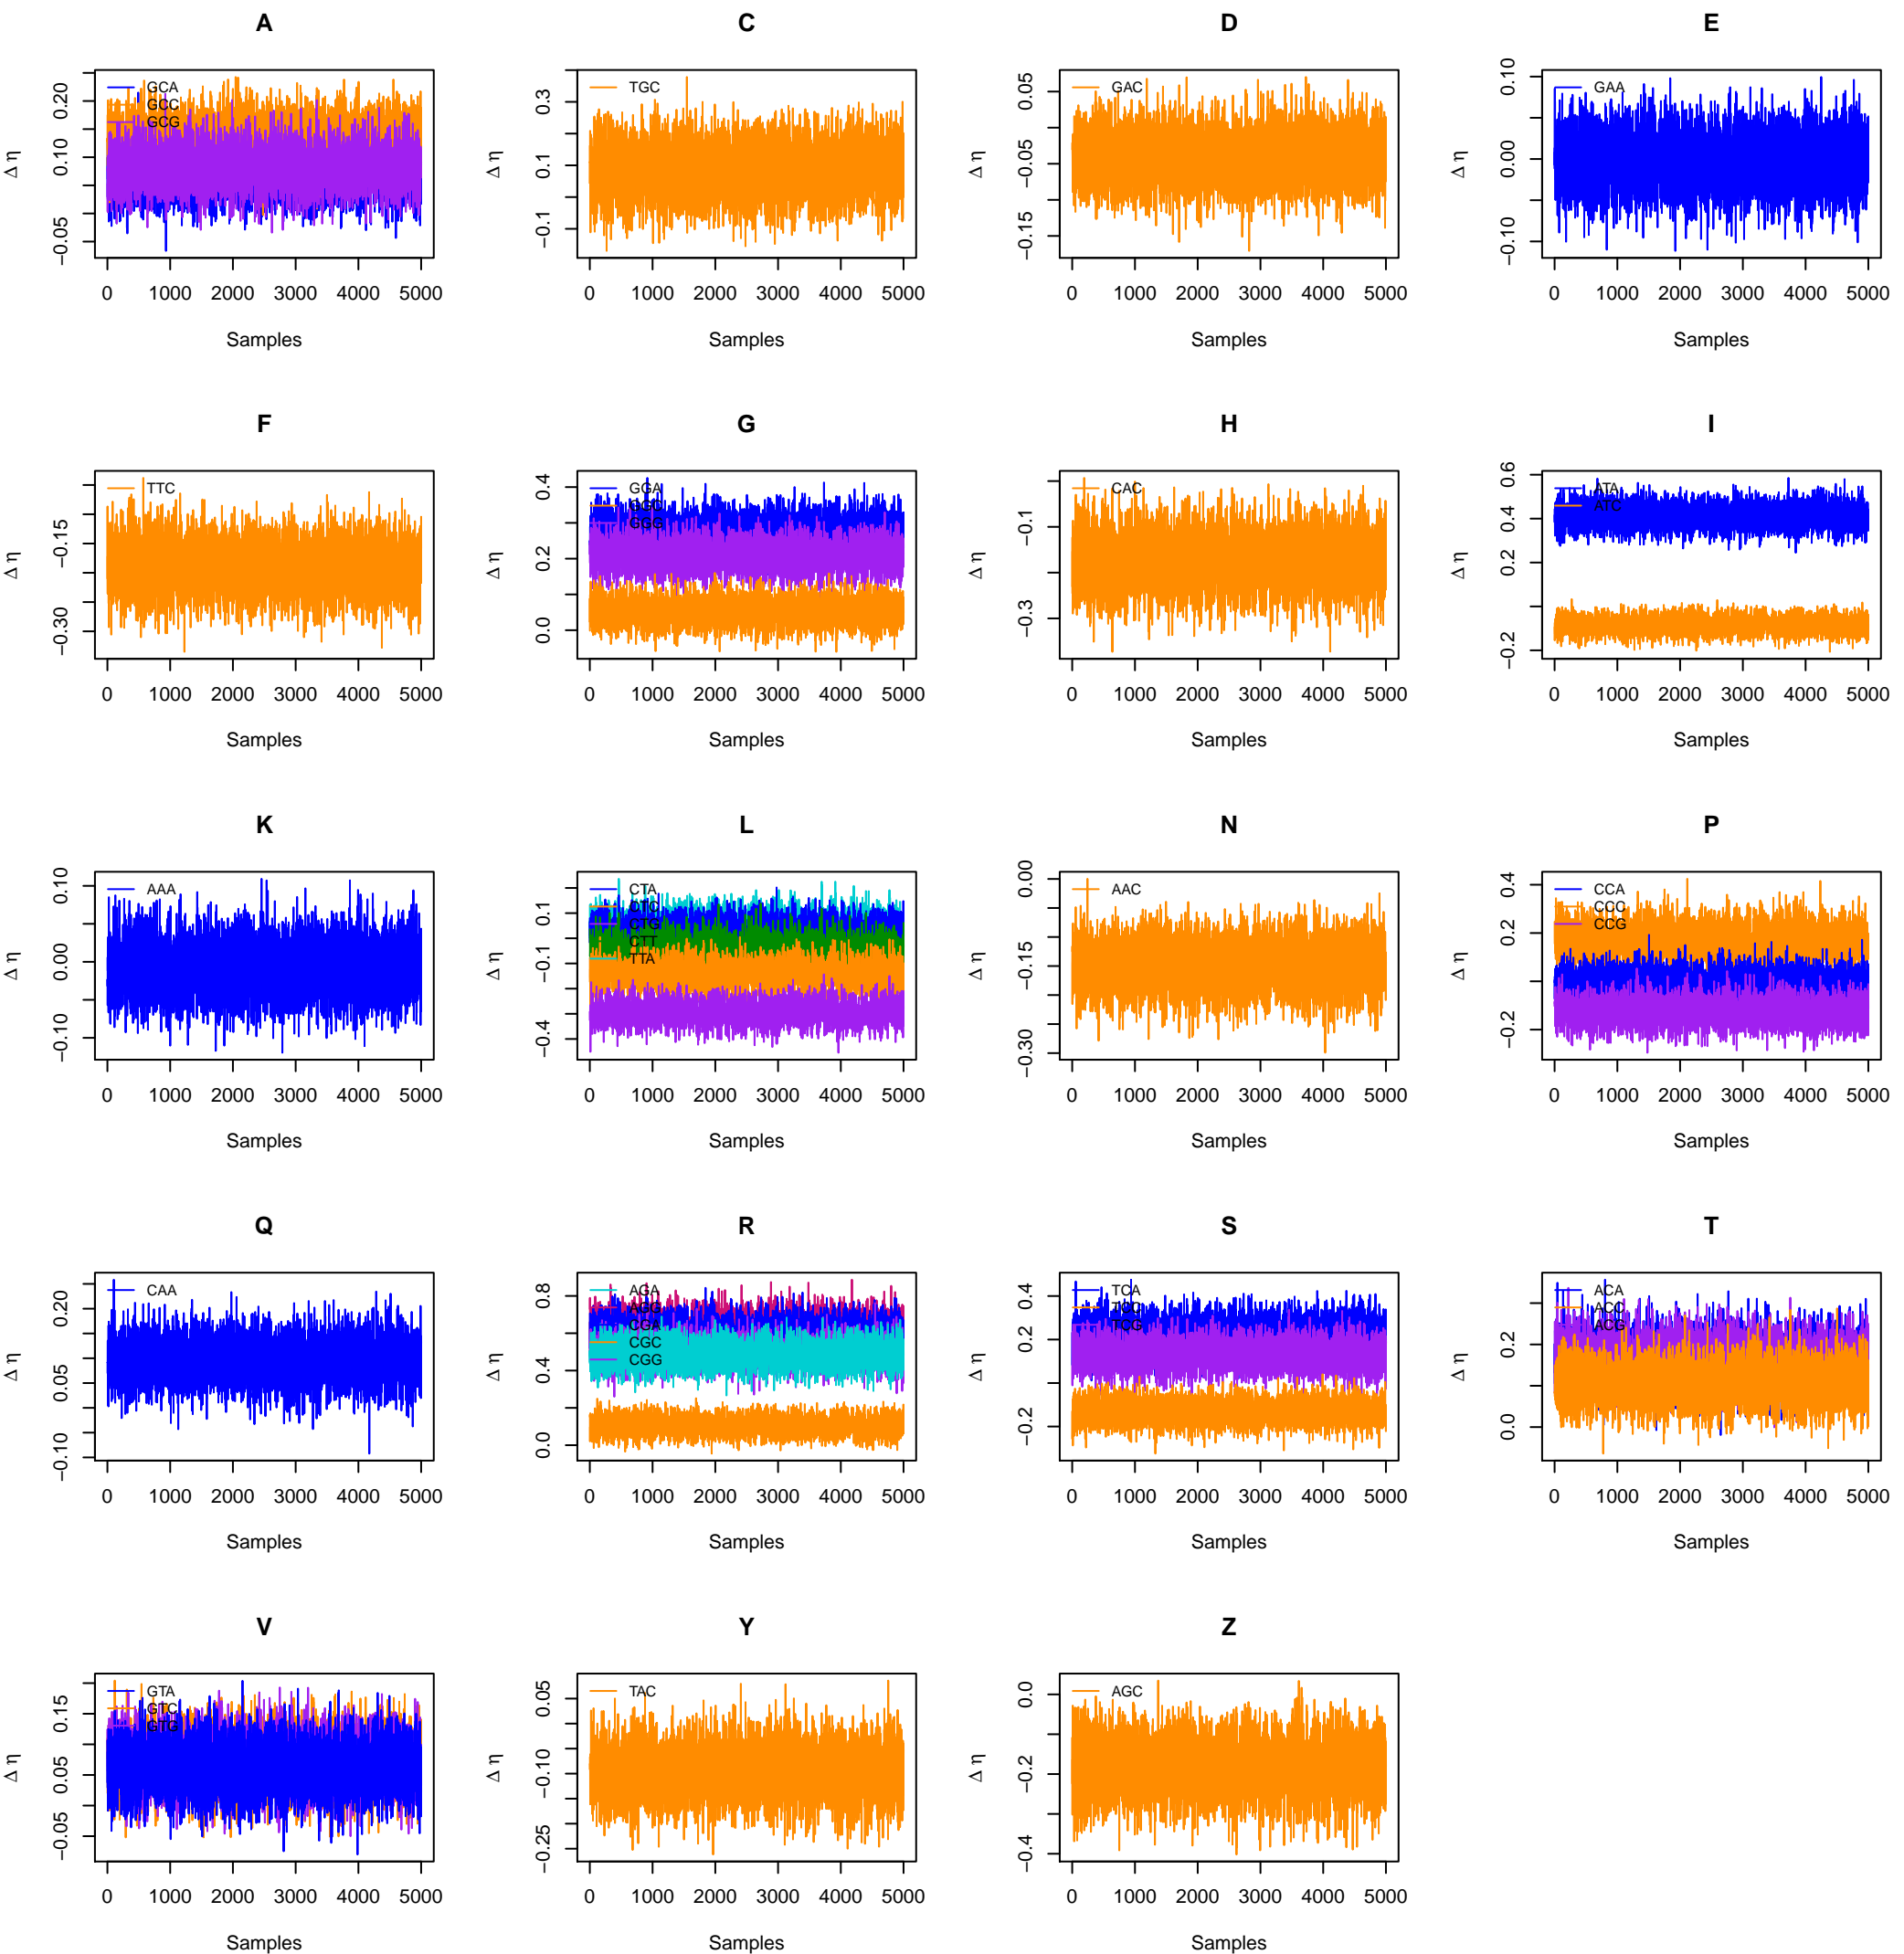 A
C
D
E
Δ η
−0.05 0.10 0.20
GCA
GCC
GCG
0 1000 2000 3000 4000 5000
Samples
Δ η
−0.1 0.1 0.3
TGC
0 1000 2000 3000 4000 5000
Samples
Δ η
−0.15 −0.05 0.05
GAC
0 1000 2000 3000 4000 5000
Samples
Δ η
−0.10 0.00 0.10
GAA
0 1000 2000 3000 4000 5000
Samples
F
G
H
I
Δ η
−0.30 −0.15
TTC
0 1000 2000 3000 4000 5000
Samples
Δ η
0.0 0.2 0.4
GGA
GGC
GGG
0 1000 2000 3000 4000 5000
Samples
Δ η
−0.3 −0.1
CAC
0 1000 2000 3000 4000 5000
Samples
Δ η
−0.2 0.2 0.4 0.6
ATA
ATC
0 1000 2000 3000 4000 5000
Samples
K
L
N
P
Δ η
−0.10 0.00 0.10
AAA
0 1000 2000 3000 4000 5000
Samples
Δ η
−0.4 −0.1 0.1
CTA
CTC
CTG
CTT
TTA
0 1000 2000 3000 4000 5000
Samples
Δ η
−0.30 −0.15 0.00
AAC
0 1000 2000 3000 4000 5000
Samples
Δ η
−0.2 0.2 0.4
CCA
CCC
CCG
0 1000 2000 3000 4000 5000
Samples
Q
R
S
T
Δ η
−0.10 0.05 0.20
CAA
0 1000 2000 3000 4000 5000
Samples
Δ η
0.0 0.4 0.8
AGA
AGG
CGA
CGC
CGG
0 1000 2000 3000 4000 5000
Samples
Δ η
−0.2 0.2 0.4
TCA
TCC
TCG
0 1000 2000 3000 4000 5000
Samples
Δ η
0.0 0.2
ACA
ACC
ACG
0 1000 2000 3000 4000 5000
Samples
V
Y
Z
Δ η
−0.05 0.05 0.15
GTA
GTC
GTG
0 1000 2000 3000 4000 5000
Samples
Δ η
−0.25 −0.10 0.05
TAC
0 1000 2000 3000 4000 5000
Samples
Δ η
−0.4 −0.2 0.0
AGC
0 1000 2000 3000 4000 5000
Samples